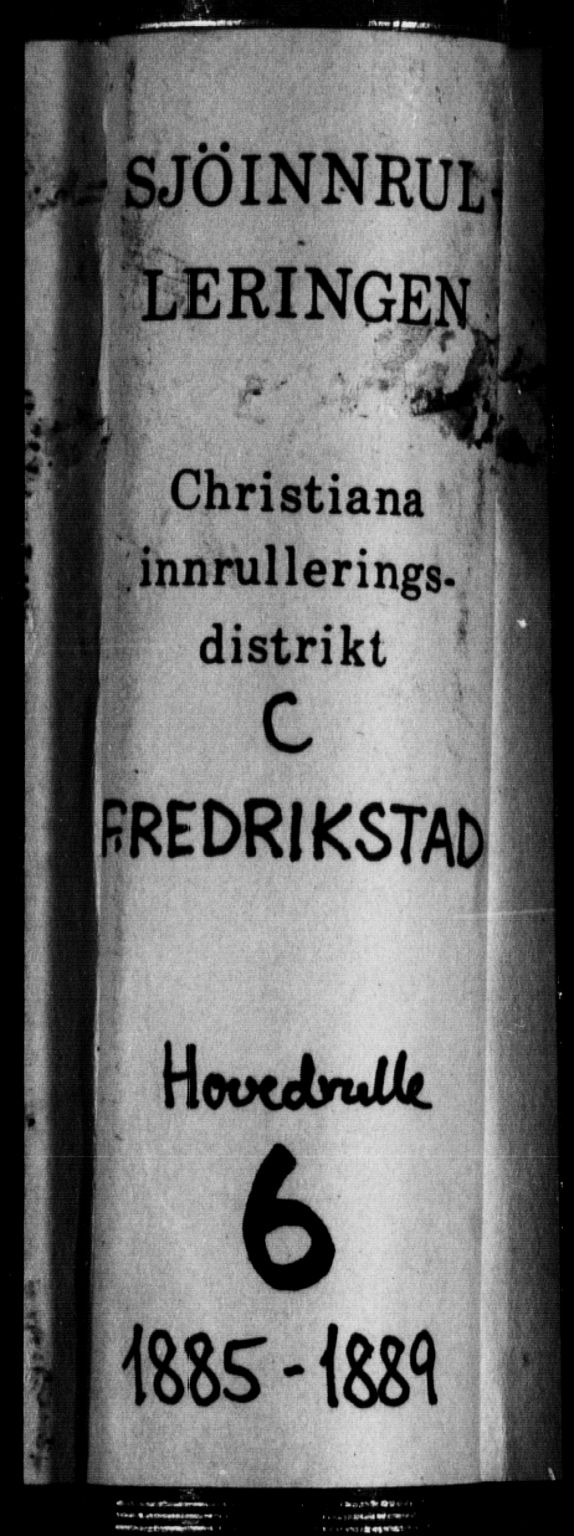 SJÖINNRUL-
LERINGEN
Christiana
innrullerings-
distrikt
C
FREDRIKSTAD
Hovedrulle
6
1885-1889